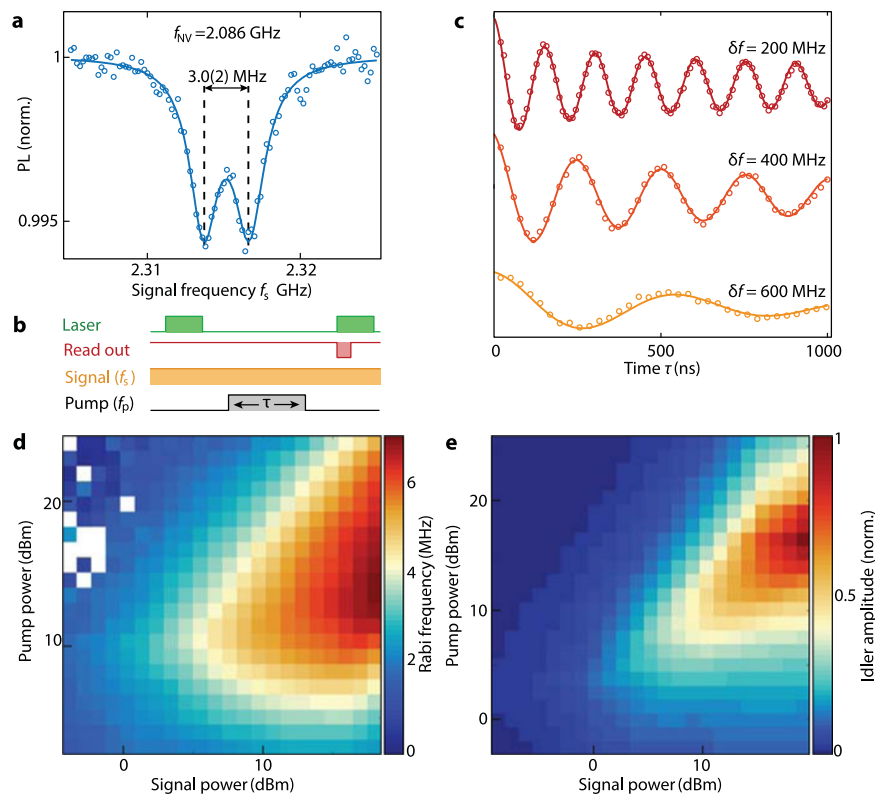 a
f_NV = 2.086 GHz
3.0(2) MHz
1
0.995
PL (norm.)
2.31
2.32
Signal frequency f_s GHz
b
Laser
Read out
Signal (f_s)
Pump (f_p)
τ
c
δf = 200 MHz
δf = 400 MHz
δf = 600 MHz
0
500
1000
Time τ (ns)
d
20
10
Pump power (dBm)
0
10
Signal power (dBm)
6
4
2
0
Rabi frequency (MHz)
e
20
10
0
Pump power (dBm)
0
10
Signal power (dBm)
1
0.5
0
Idler amplitude (norm.)